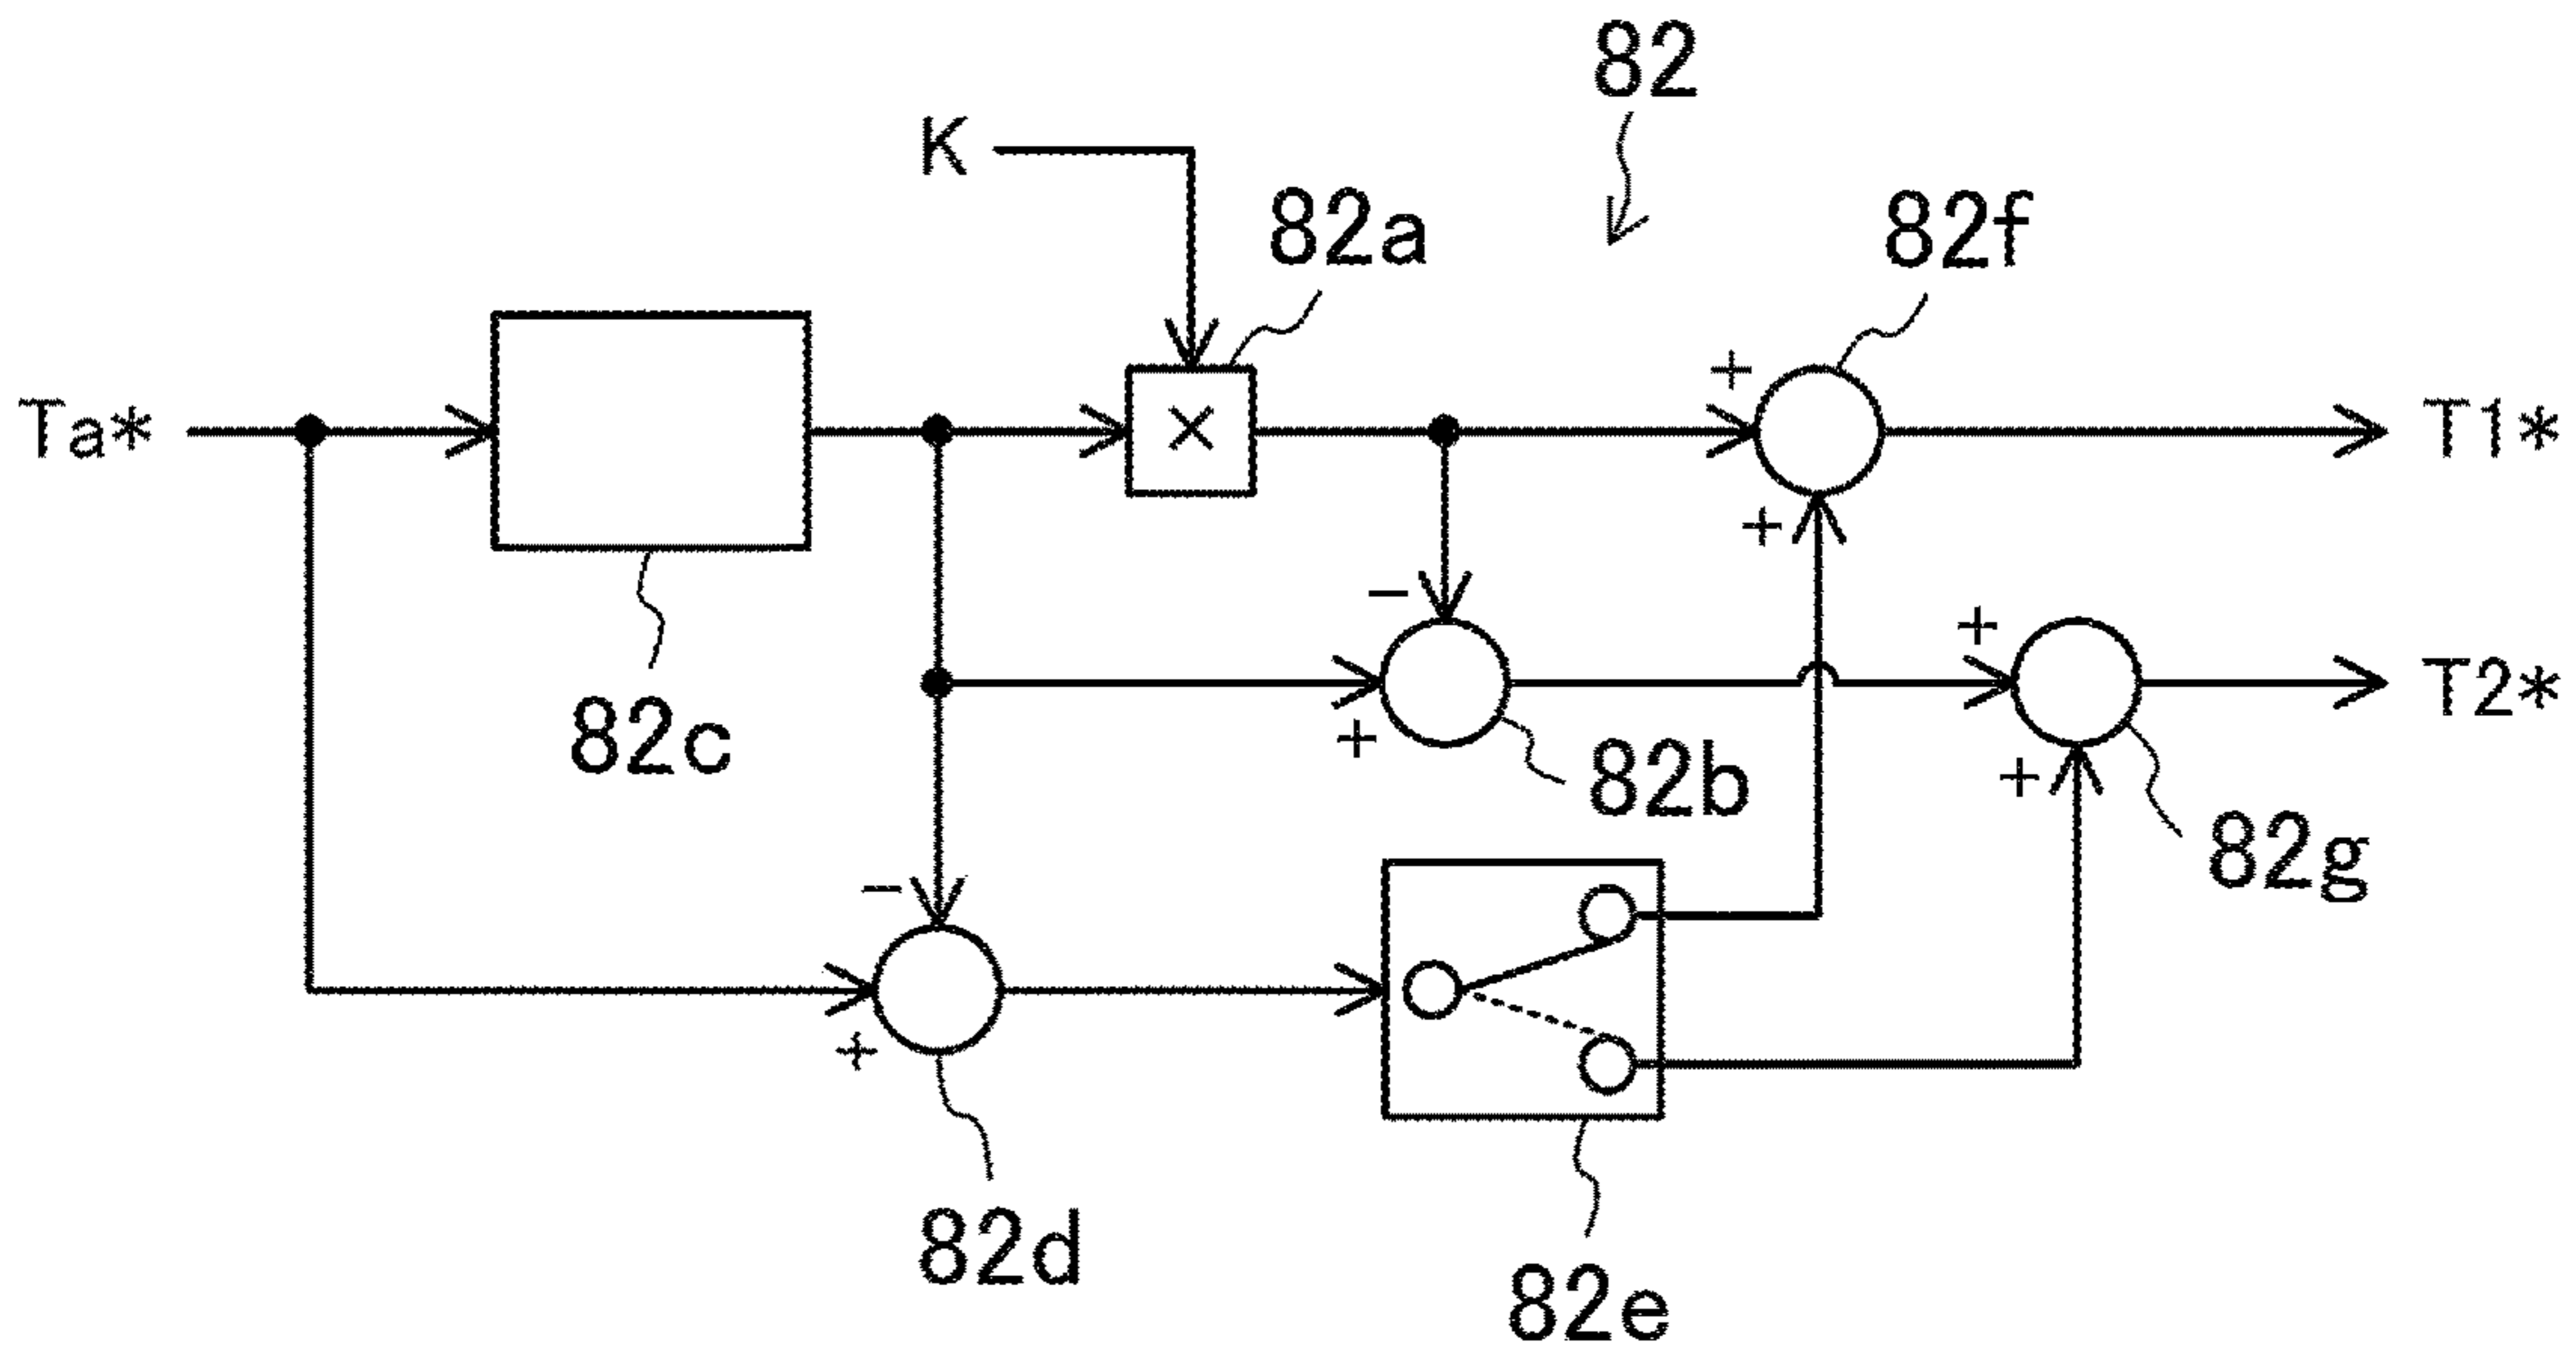 82
K
82a
82f
Ta*
×
+
T1*
+
82c
-
+
+
T2*
82b
+
82g
-
+
82d
82e